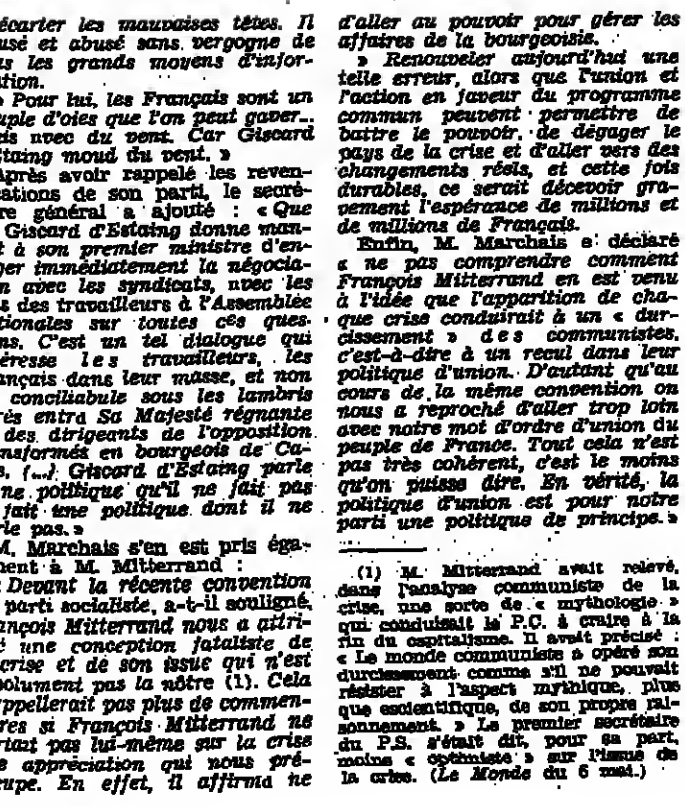 écarter les mauvaises têtes. Il
usé et abusé sans vergogne de
us les grands moyens d'infor-
ation.
» Pour lui, les Français sont un
uple d'oies que l'on peut gaver...
is avec du vent. Car Giscard
Estaing moud du vent. »
Après avoir rappelé les reven-
cations de son parti, le secré-
re général a ajouté : « Que
Giscard d'Estaing donne man-
t à son premier ministre d'en-
ger immédiatement la négocia-
n avec les syndicats, avec les
s des travailleurs à l'Assemblée
tionales sur toutes ces ques-
ns. C'est un tel dialogue qui
éresse les travailleurs, les
ançais dans leur masse, et non
conciliabule sous les lambris
rès entra Sa Majesté régnante
des dirigeants de l'opposition
nsformés en bourgeois de Ca-
s. (...) Giscard d'Estaing parle
ne politique qu'il ne fait pas
fait une politique dont il ne
rle pas. »
M. Marchais s'en est pris éga-
ment à M. Mitterrand :
Devant la récente convention
parti socialiste, a-t-il souligné,
ançois Mitterrand nous a attri-
é une conception fataliste de
crise et de son issue qui n'est
solument pas la nôtre (1). Cela
appellerait pas plus de commen-
res si François Mitterrand ne
rtait pas lui-même sur la crise
e appréciation qui nous pré-
cupe. En effet, il affirma ne
d'aller au pouvoir pour gérer les
affaires de la bourgeoisie.
» Renouveler aujourd'hui une
telle erreur, alors que l'union et
l'action en faveur du programme
commun peuvent permettre de
battre le pouvoir, de dégager le
pays de la crise et d'aller vers des
changements réels, et cette fois
durables, ce serait décevoir gra-
vement l'espérance de millions et
de millions de Français.
Enfin, M. Marchais a déclaré
« ne pas comprendre comment
François Mitterrand en est venu
à l'idée que l'apparition de cha-
que crise conduirait à un « dur-
cissement » des communistes,
c'est-à-dire à un recul dans leur
politique d'union. D'autant qu'au
cours de la même convention on
nous a reproché d'aller trop loin
avec notre mot d'ordre d'union du
peuple de France. Tout cela n'est
pas très cohérent, c'est le moins
qu'on puisse dire. En vérité, la
politique d'union est pour notre
parti une politique de principe. »
(1) M. Mitterrand avait relevé,
dans l'analyse communiste de la
crise, une sorte de « mythologie »
qui conduisait le P.C. à craire à la
fin du capitalisme. Il avait précisé :
« Le monde communiste a opéré son
durcissement comme s'il ne pouvait
résister à l'aspect mythique, plus
que escientifique, de son propre rai-
sonnement. » Le premier secrétaire
du P.S. s'était dit, pour sa part,
moins « optimiste » sur l'issue de
la crise. (Le Monde du 6 mai.)